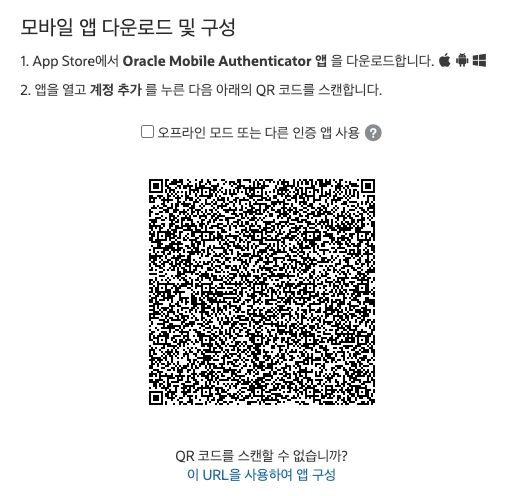 모바일 앱 다운로드 및 구성
1. App Store에서 Oracle Mobile Authenticator 앱 을 다운로드합니다.
2. 앱을 열고 계정 추가 를 누른 다음 아래의 QR 코드를 스캔합니다.
오프라인 모드 또는 다른 인증 앱 사용 ?
QR 코드를 스캔할 수 없습니까?
이 URL을 사용하여 앱 구성